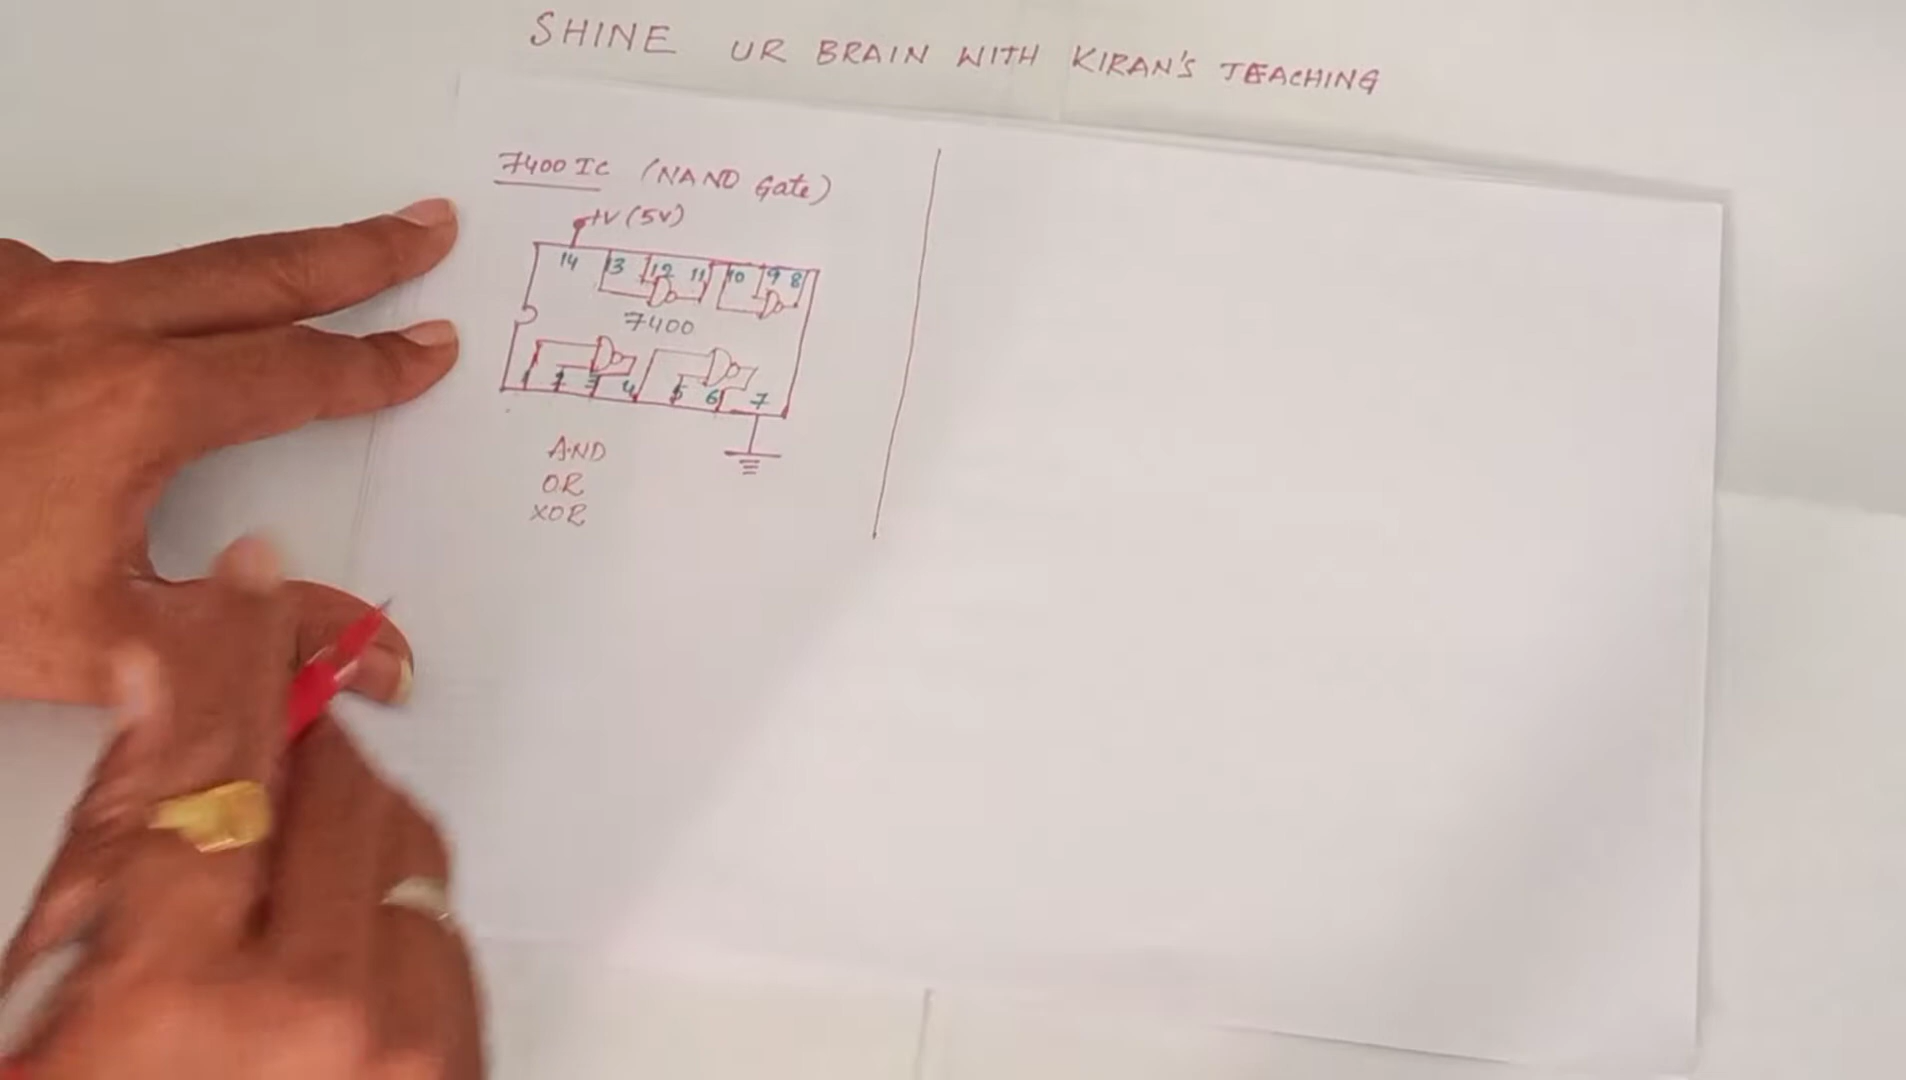 SHINE UR BRAIN WITH KIRAN'S TEACHING
7400 IC (NAND Gate)
+V (5V)
14 13 12 11 10 9 8
7400
1 2 3 4 5 6 7
AND
OR
XOR